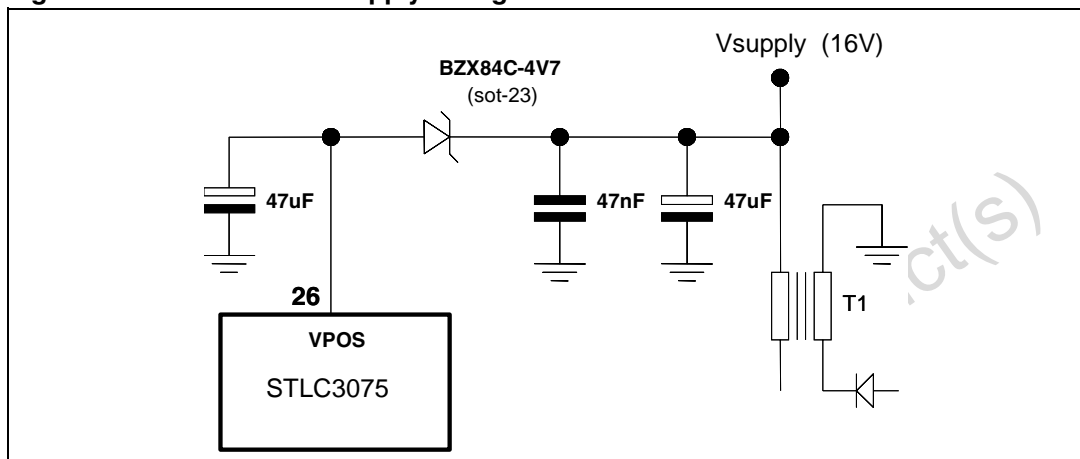 Vsupply (16V)
BZX84C-4V7
(sot-23)
47uF
47nF
47uF
T1
26
VPOS
STLC3075